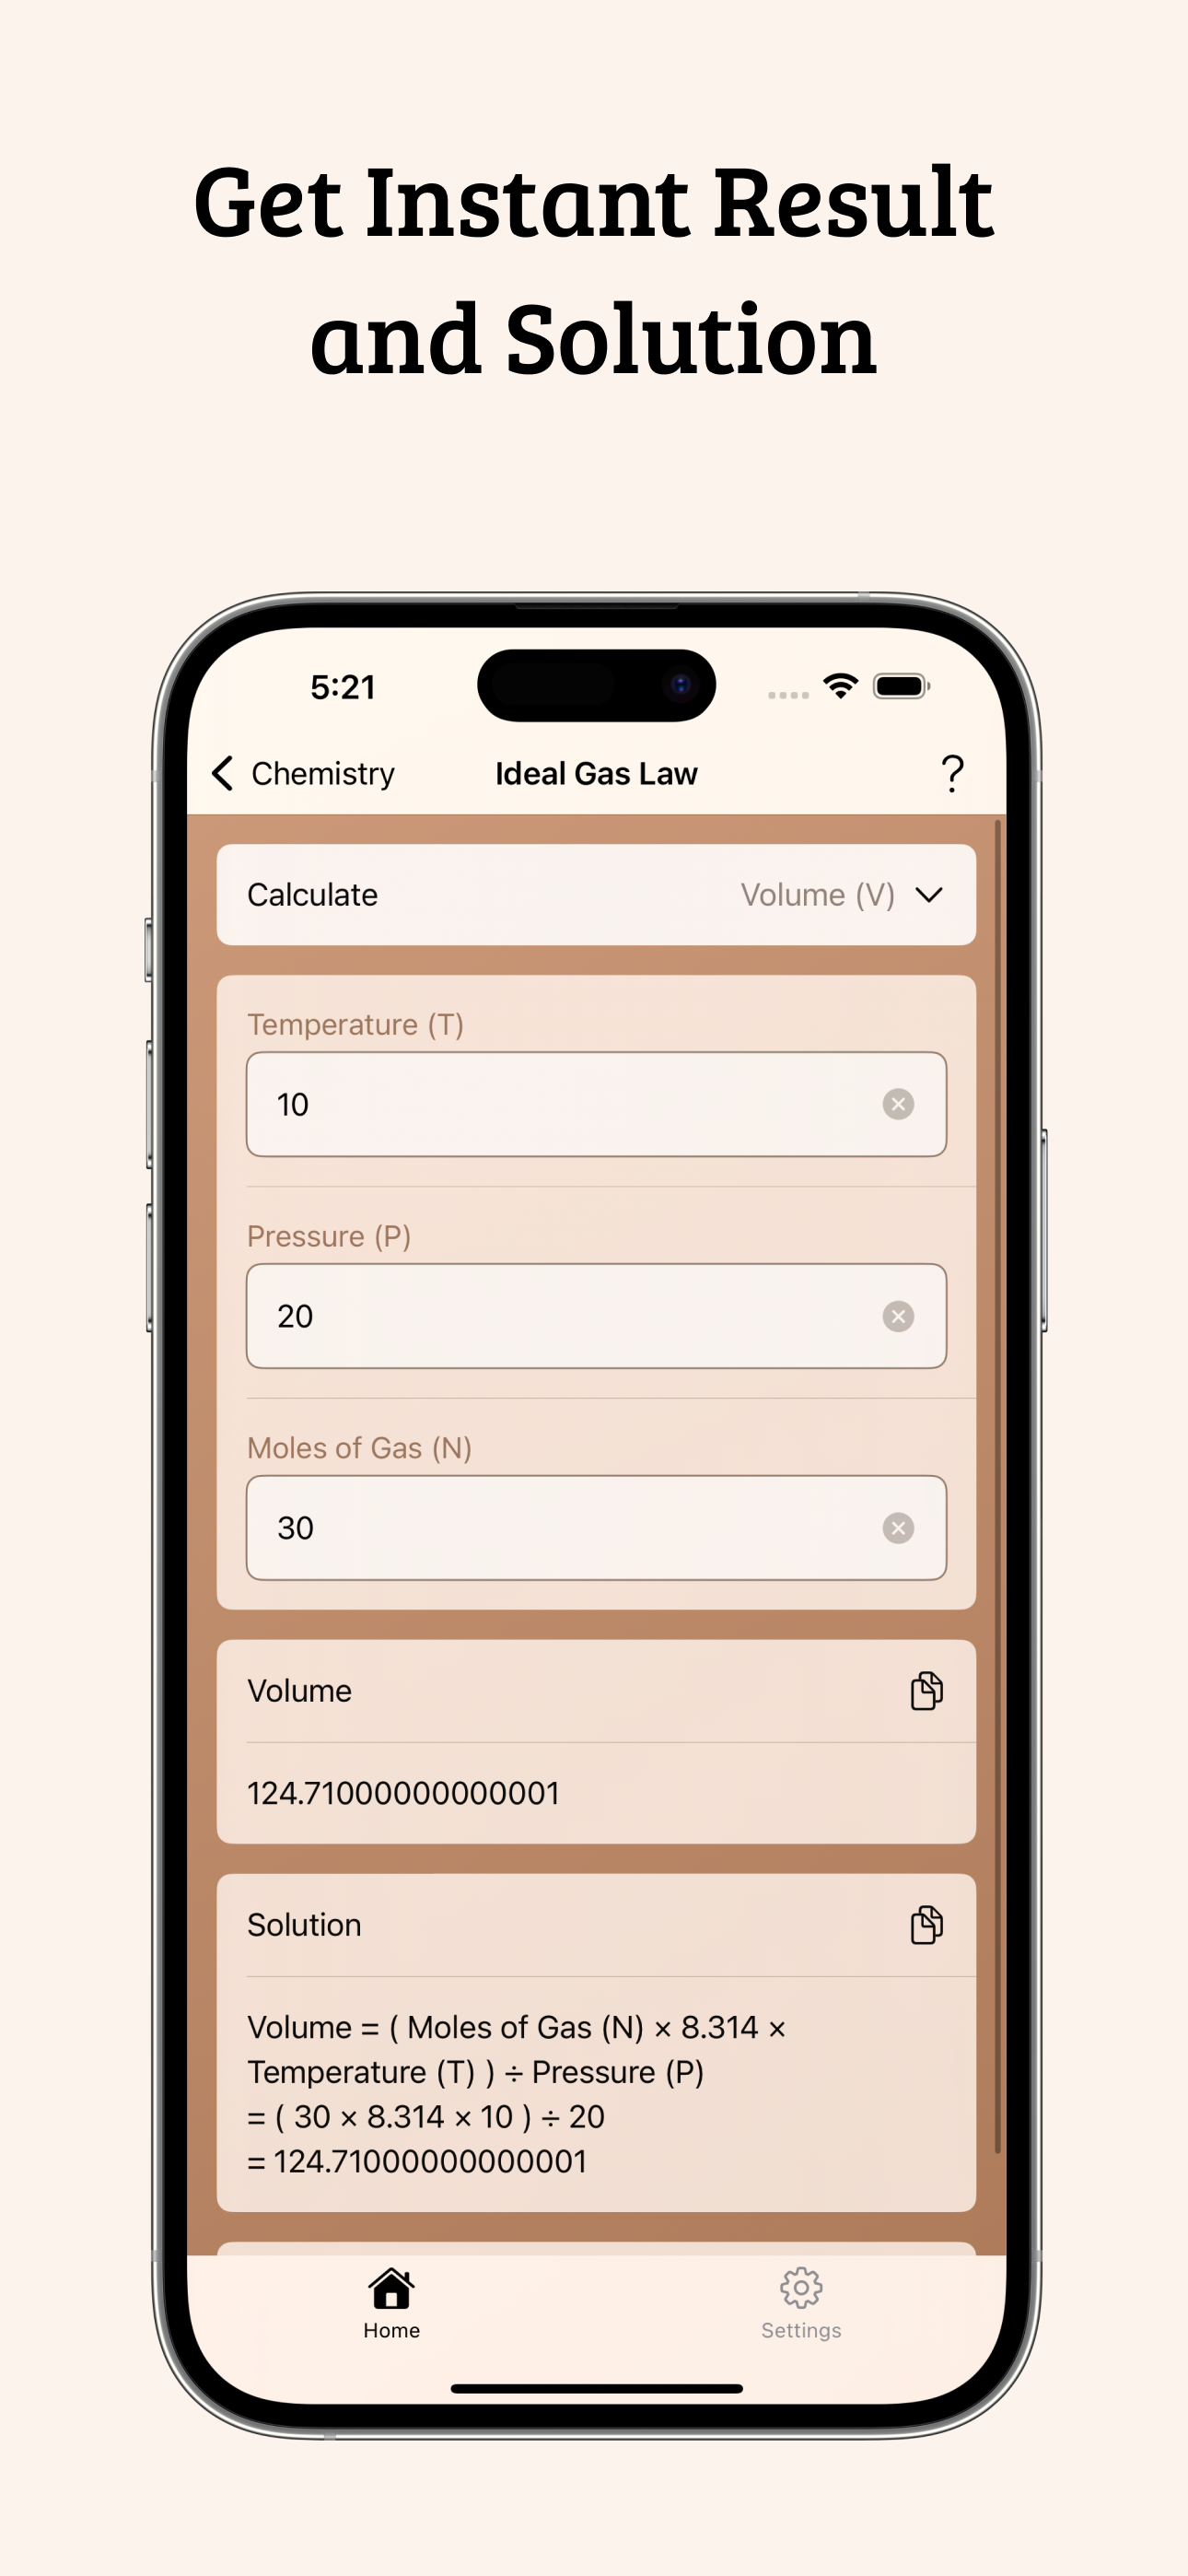 Get Instant Result
and Solution
5:21
Chemistry
Ideal Gas Law
?
Calculate
Volume (V)
Temperature (T)
10
Pressure (P)
20
Moles of Gas (N)
30
Volume
124.71000000000001
Solution
Volume = ( Moles of Gas (N) × 8.314 ×
Temperature (T) ) ÷ Pressure (P)
= ( 30 × 8.314 × 10 ) ÷ 20
= 124.71000000000001
Home
Settings